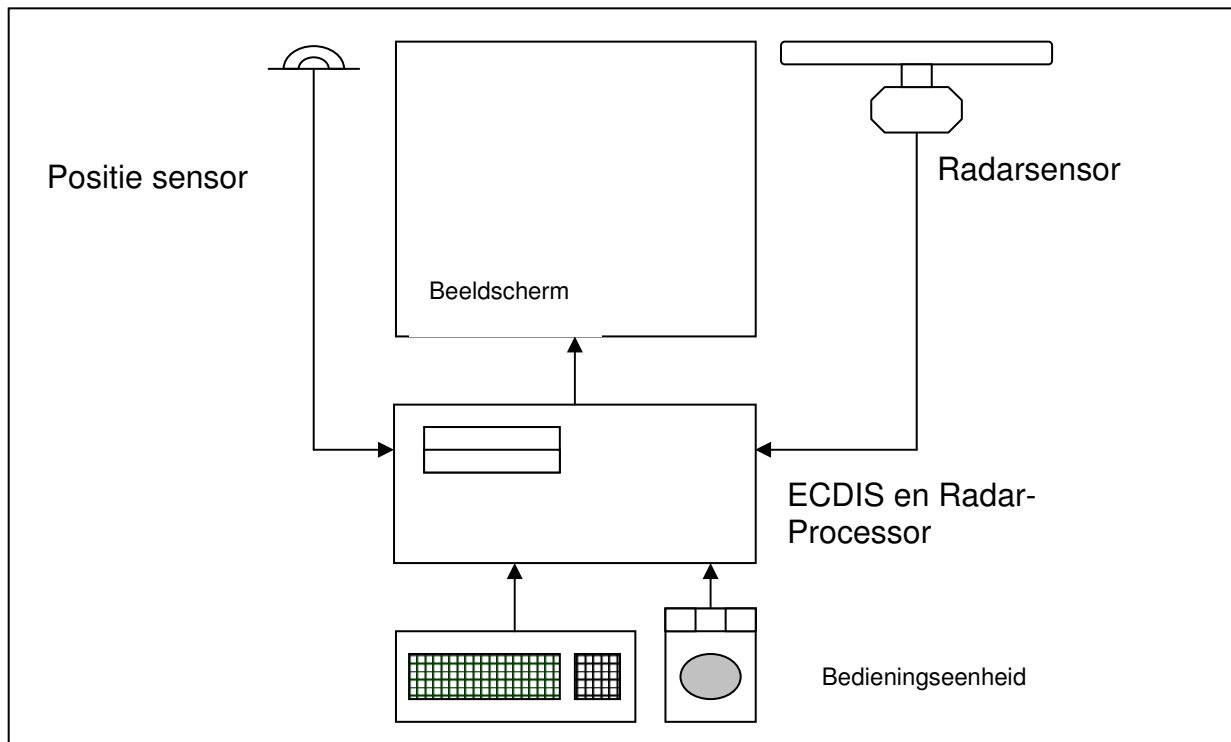 Positie sensor
Radarsensor
Beeldscherm
ECDIS en Radar-
Processor
Bedieningseenheid